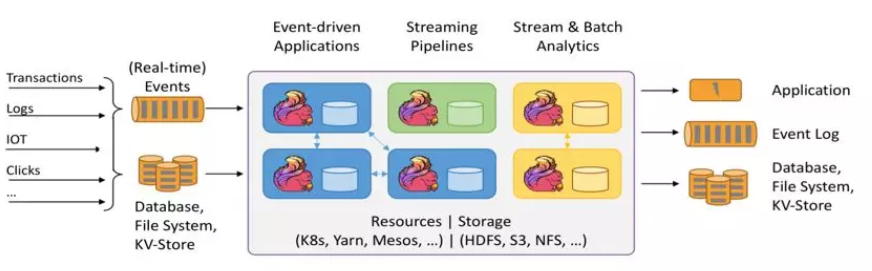 Event-driven
Applications
Streaming
Pipelines
Stream & Batch
Analytics
Transactions
Logs
IOT
Clicks
...
(Real-time)
Events
Database,
File System,
KV-Store
Resources | Storage
(K8s, Yarn, Mesos, ...) | (HDFS, S3, NFS, ...)
Application
Event Log
Database,
File System,
KV-Store